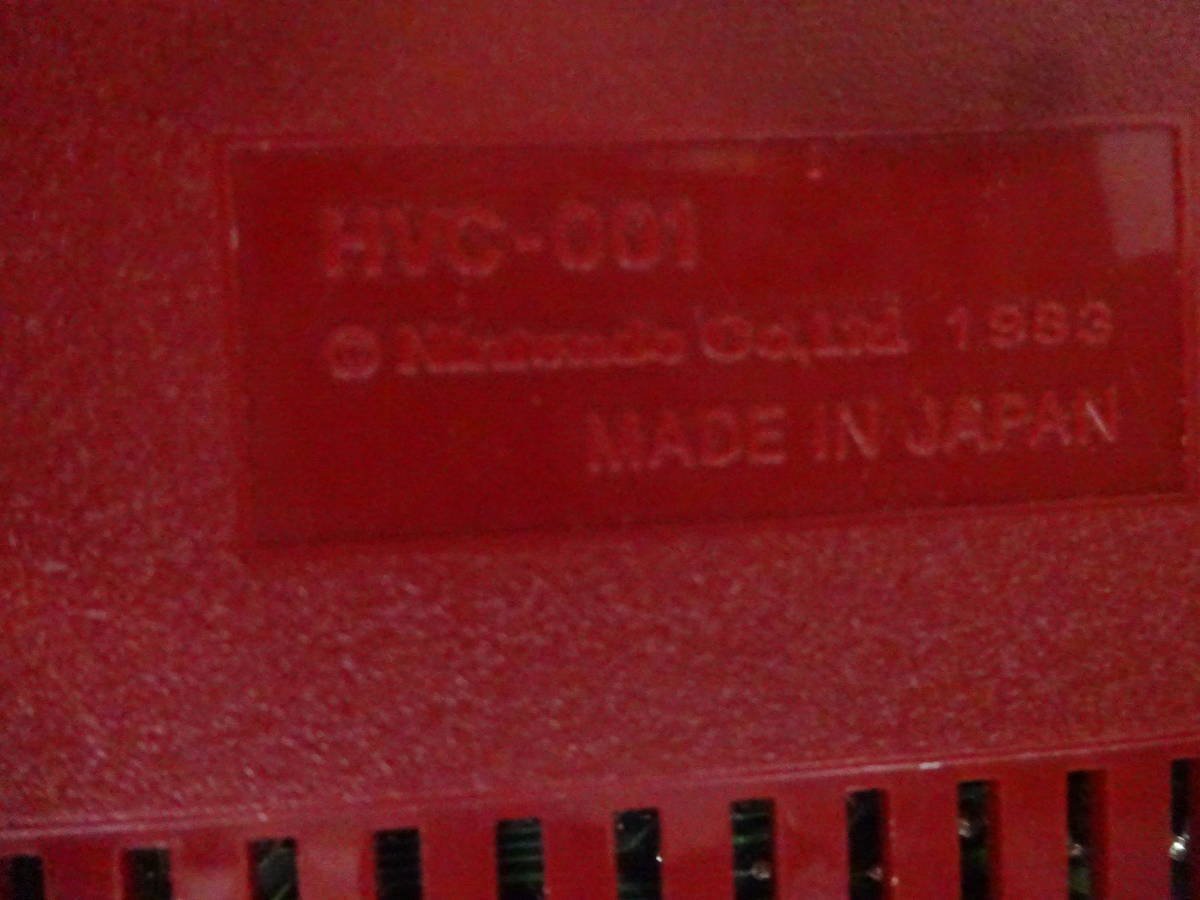 HVC-001
© Nintendo Co.,Ltd. 1983
MADE IN JAPAN